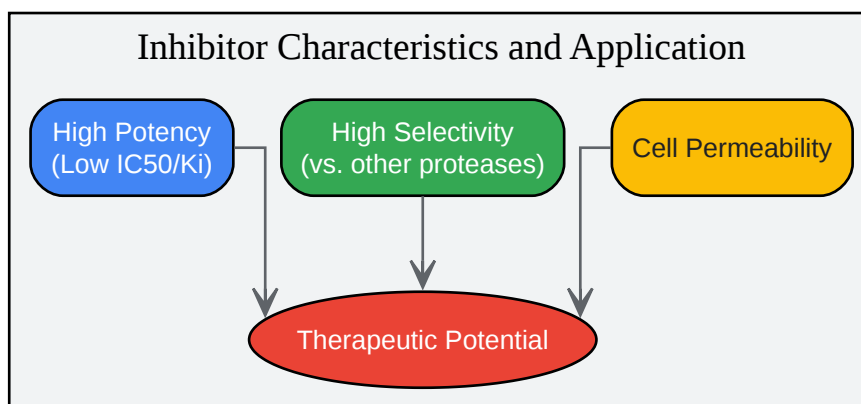 Inhibitor Characteristics and Application
High Potency
(Low IC50/Ki)
High Selectivity
(vs. other proteases)
Cell Permeability
Therapeutic Potential